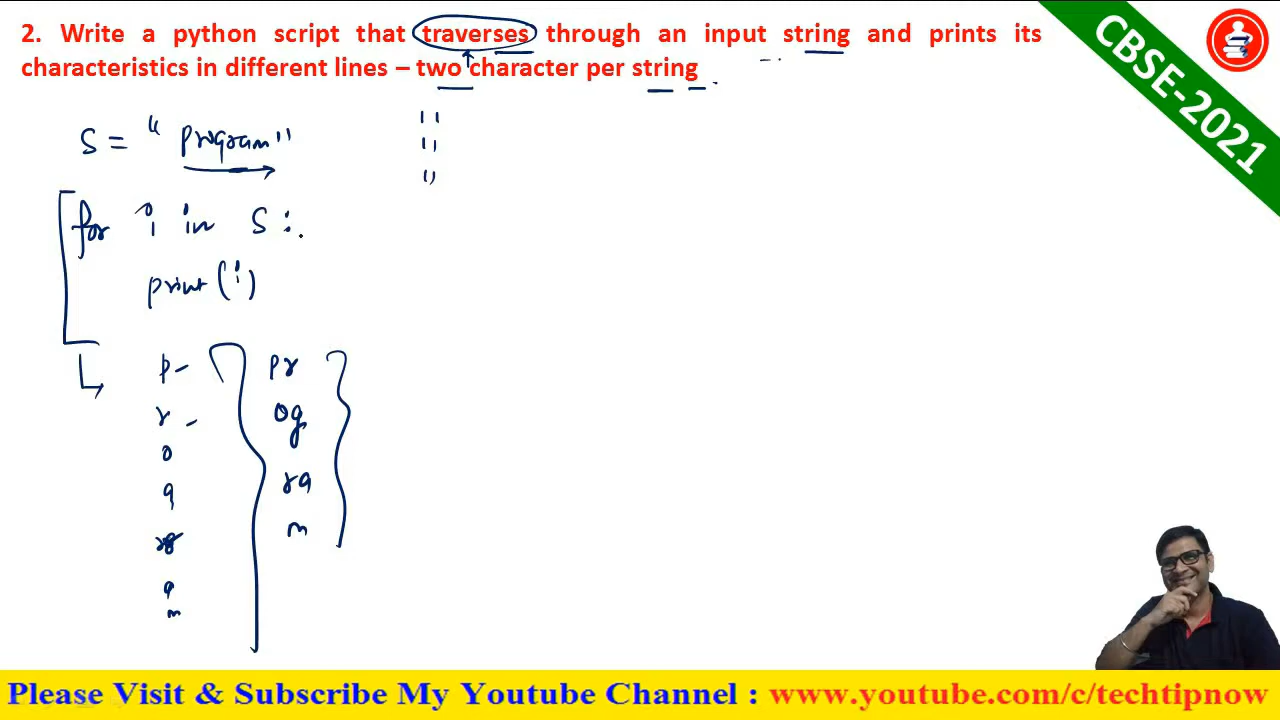 2. Write a python script that traverses through an input string and prints its
characteristics in different lines – two character per string
CBSE-2021
S = "program"
for i in S:
print(i)
p
r
o
g
r
a
m
pr
og
ra
m
Please Visit & Subscribe My Youtube Channel : www.youtube.com/c/techtipnow